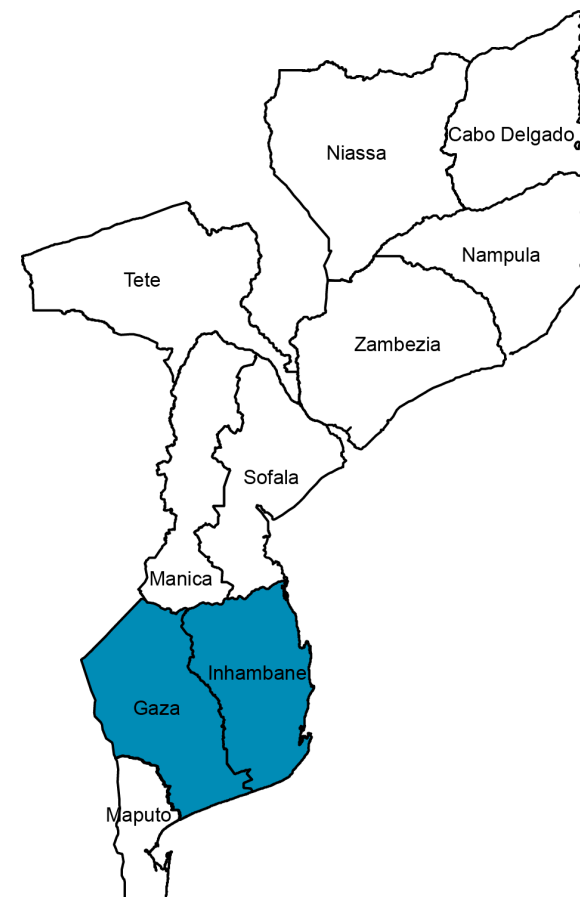 Cabo Delgado
Niassa
Nampula
Tete
Zambezia
Sofala
Manica
Inhambane
Gaza
Maputo